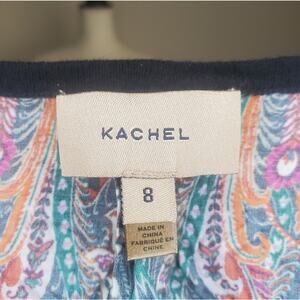 KACHEL
8
MADE IN
CHINA
FABRIQUÉ EN
CHINE